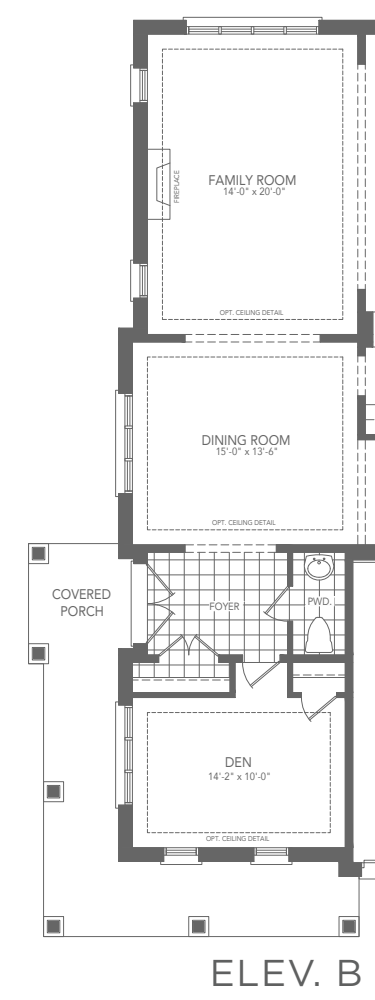 FAMILY ROOM
14'-0" x 20'-0"
FIREPLACE
OPT. CEILING DETAIL
DINING ROOM
15'-0" x 13'-6"
OPT. CEILING DETAIL
COVERED
PORCH
FOYER
PWD.
DEN
14'-2" x 10'-0"
OPT. CEILING DETAIL
ELEV. B